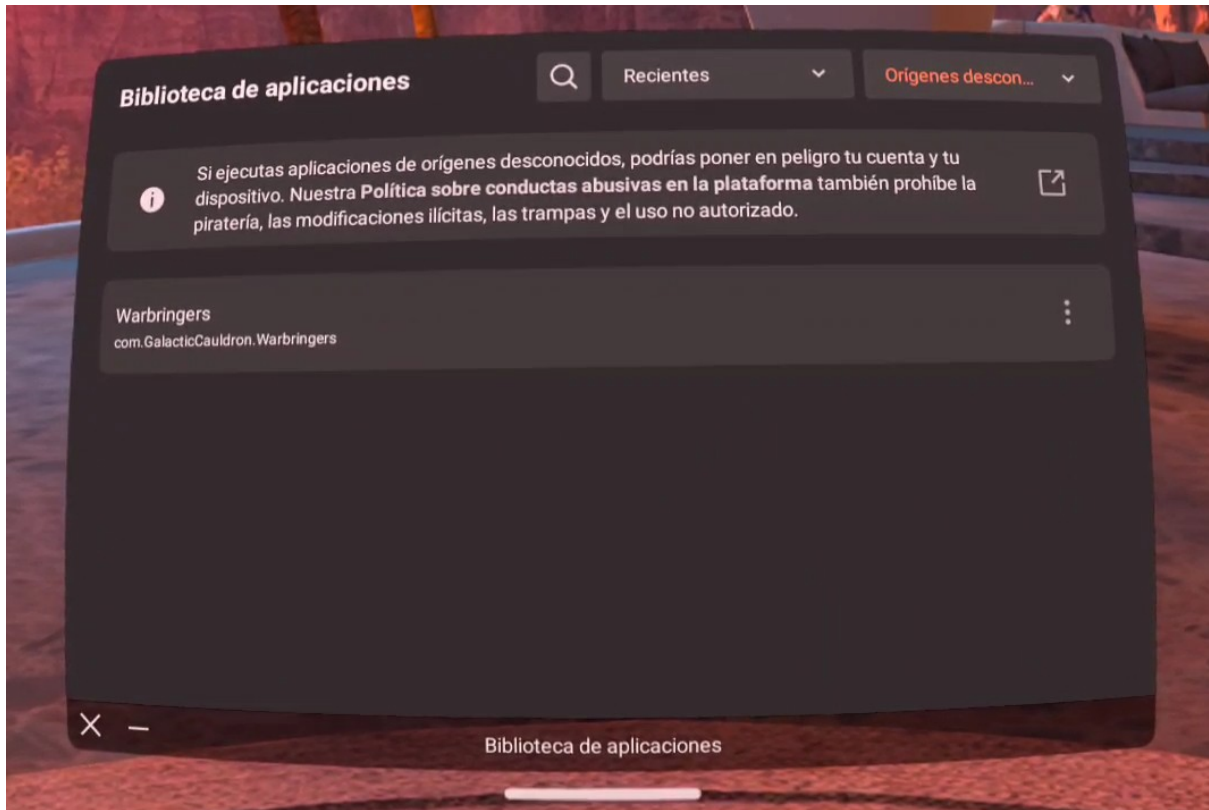 Biblioteca de aplicaciones
Recientes
Orígenes descon...
Si ejecutas aplicaciones de orígenes desconocidos, podrías poner en peligro tu cuenta y tu
dispositivo. Nuestra Política sobre conductas abusivas en la plataforma también prohíbe la
piratería, las modificaciones ilícitas, las trampas y el uso no autorizado.
Warbringers
com.GalacticCauldron.Warbringers
Biblioteca de aplicaciones